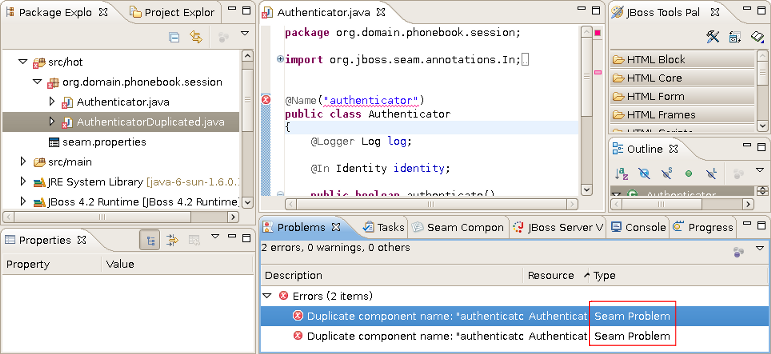 Package Explo
Project Explor
src/hot
org.domain.phonebook.session
Authenticator.java
AuthenticatorDuplicated.java
seam.properties
src/main
JRE System Library [java-6-sun-1.6.0.
JBoss 4.2 Runtime [JBoss 4.2 Runtime]
Authenticator.java
package org.domain.phonebook.session;
import org.jboss.seam.annotations.In;
@Name("authenticator")
public class Authenticator
{
@Logger Log log;
@In Identity identity;
public boolean authenticate()
JBoss Tools Pal
HTML Block
HTML Core
HTML Form
HTML Frames
HTML Scripts
Outline
Authenticator
Properties
Property Value
Problems
Tasks
Seam Compon
JBoss Server V
Console
Progress
2 errors, 0 warnings, 0 others
Description Resource Type
Errors (2 items)
Duplicate component name: "authenticato Authenticat Seam Problem
Duplicate component name: "authenticato Authenticat Seam Problem